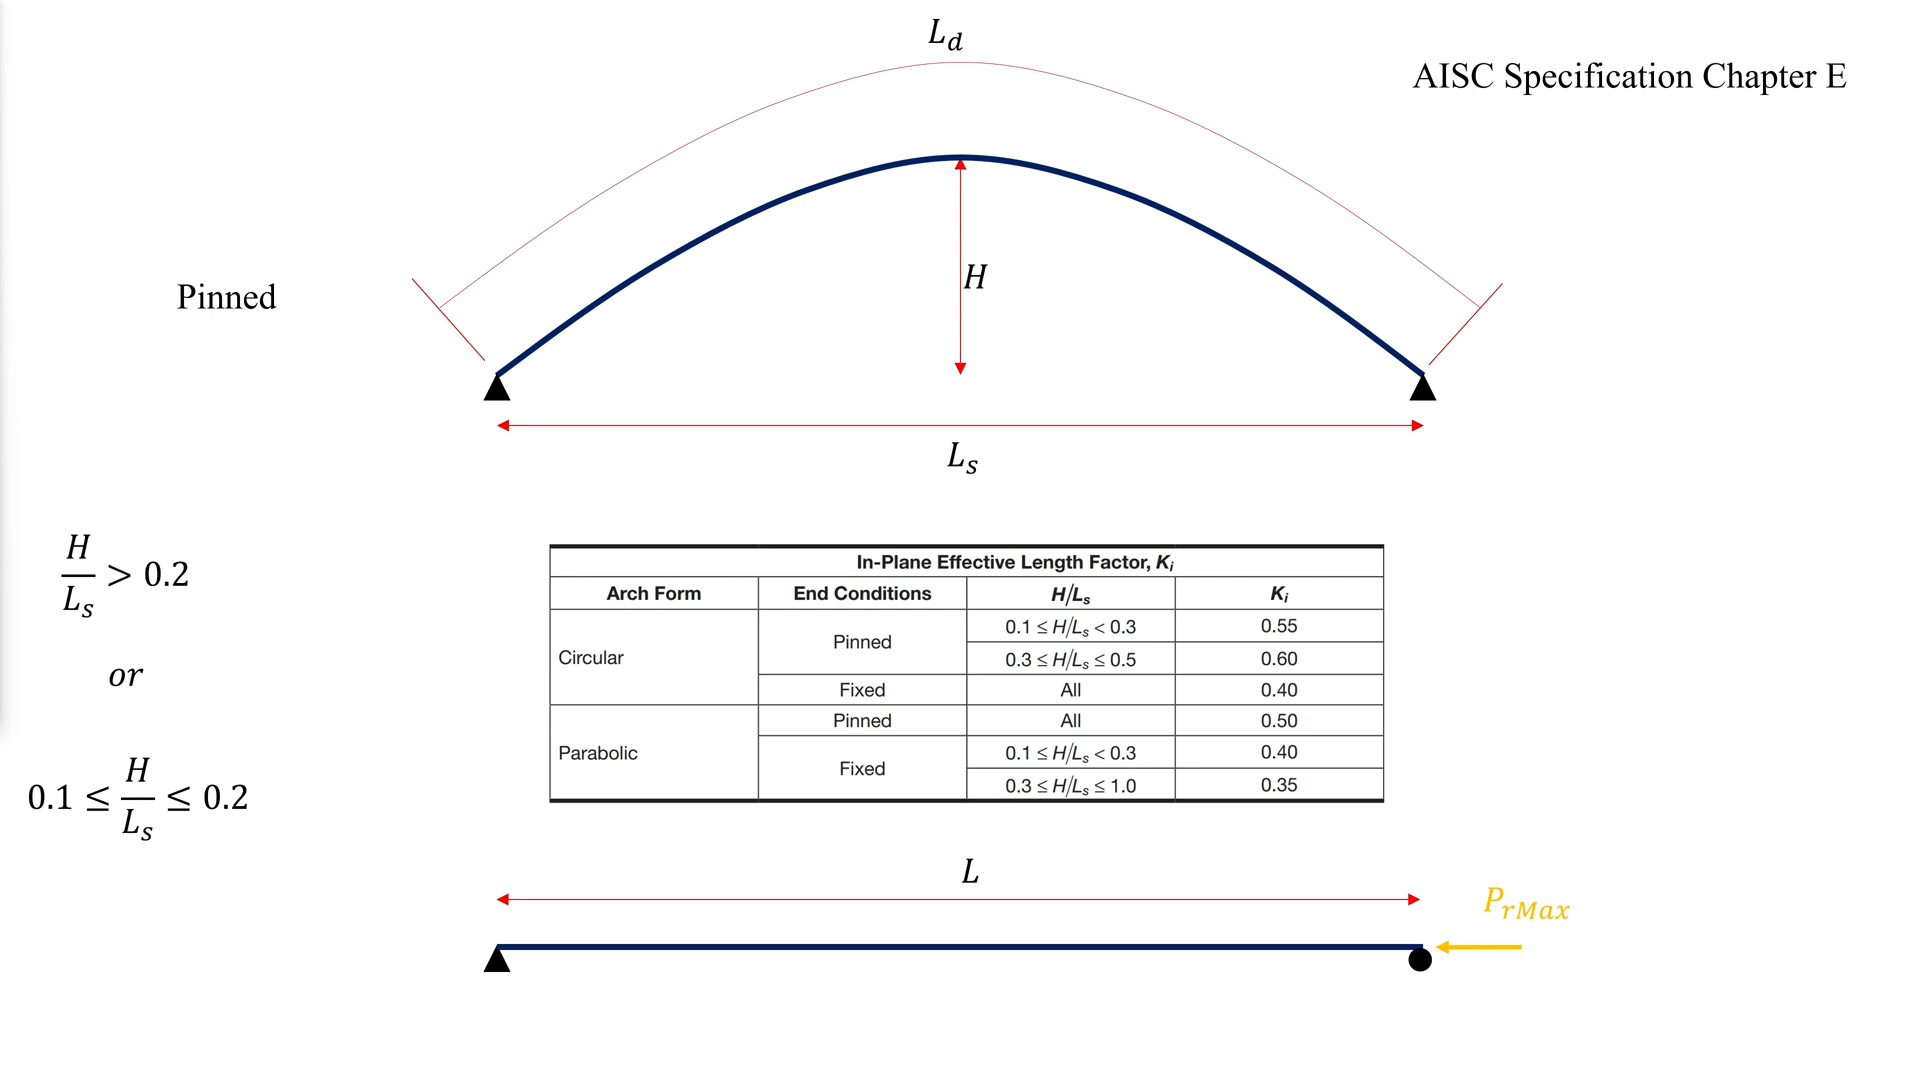 L_d
AISC Specification Chapter E
H
Pinned
L_s
H/L_s > 0.2
or
0.1 ≤ H/L_s ≤ 0.2
In-Plane Effective Length Factor, K_i
Arch Form End Conditions H/L_s K_i
Circular Pinned 0.1 ≤ H/L_s < 0.3 0.55
0.3 ≤ H/L_s ≤ 0.5 0.60
Fixed All 0.40
Parabolic Pinned All 0.50
Fixed 0.1 ≤ H/L_s < 0.3 0.40
0.3 ≤ H/L_s ≤ 1.0 0.35
L
P_rMax